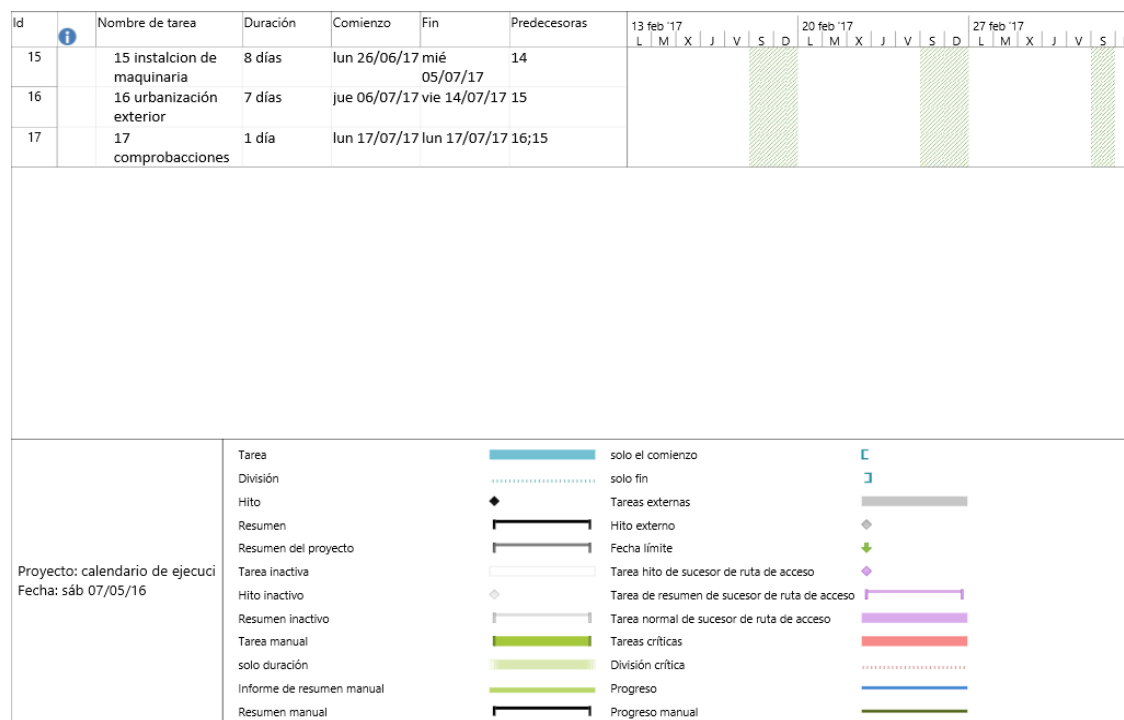 Id Nombre de tarea Duración Comienzo Fin Predecesoras 13 feb '17 20 feb '17 27 feb '17
L M X J V S D L M X J V S D L M X J V S
15 15 instalcion de 8 días lun 26/06/17 mié 14
maquinaria 05/07/17
16 16 urbanización 7 días jue 06/07/17 vie 14/07/17 15
exterior
17 17 1 día lun 17/07/17 lun 17/07/17 16;15
comprobacciones
Proyecto: calendario de ejecuci
Fecha: sáb 07/05/16
Tarea solo el comienzo
División solo fin
Hito Tareas externas
Resumen Hito externo
Resumen del proyecto Fecha límite
Tarea inactiva Tarea hito de sucesor de ruta de acceso
Hito inactivo Tarea de resumen de sucesor de ruta de acceso
Resumen inactivo Tarea normal de sucesor de ruta de acceso
Tarea manual Tareas críticas
solo duración División crítica
Informe de resumen manual Progreso
Resumen manual Progreso manual